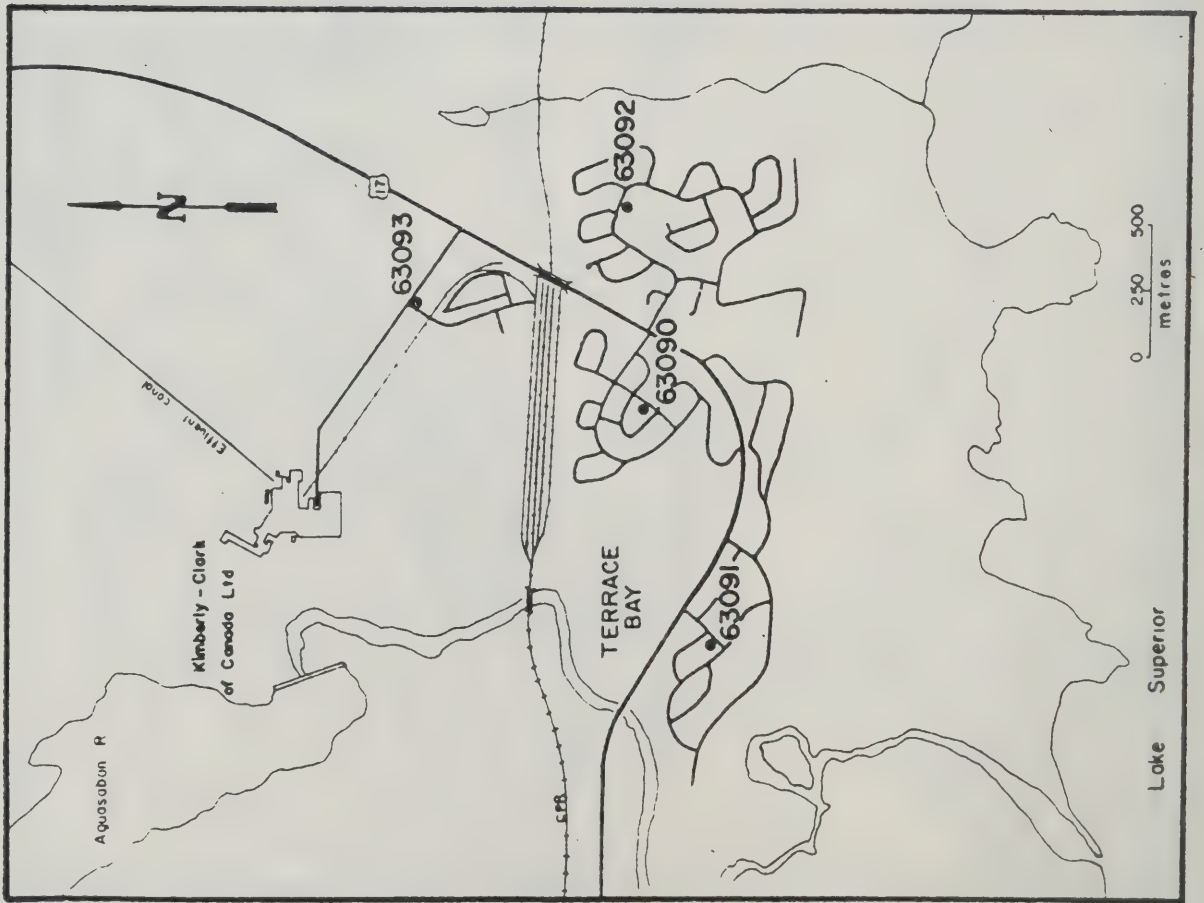 Aguasabon R
Kimberly-Clark
of Canada Ltd
Effluent canal
N
17
63093
63092
63090
63091
TERRACE
BAY
CPR
Lake Superior
0 250 500
metres